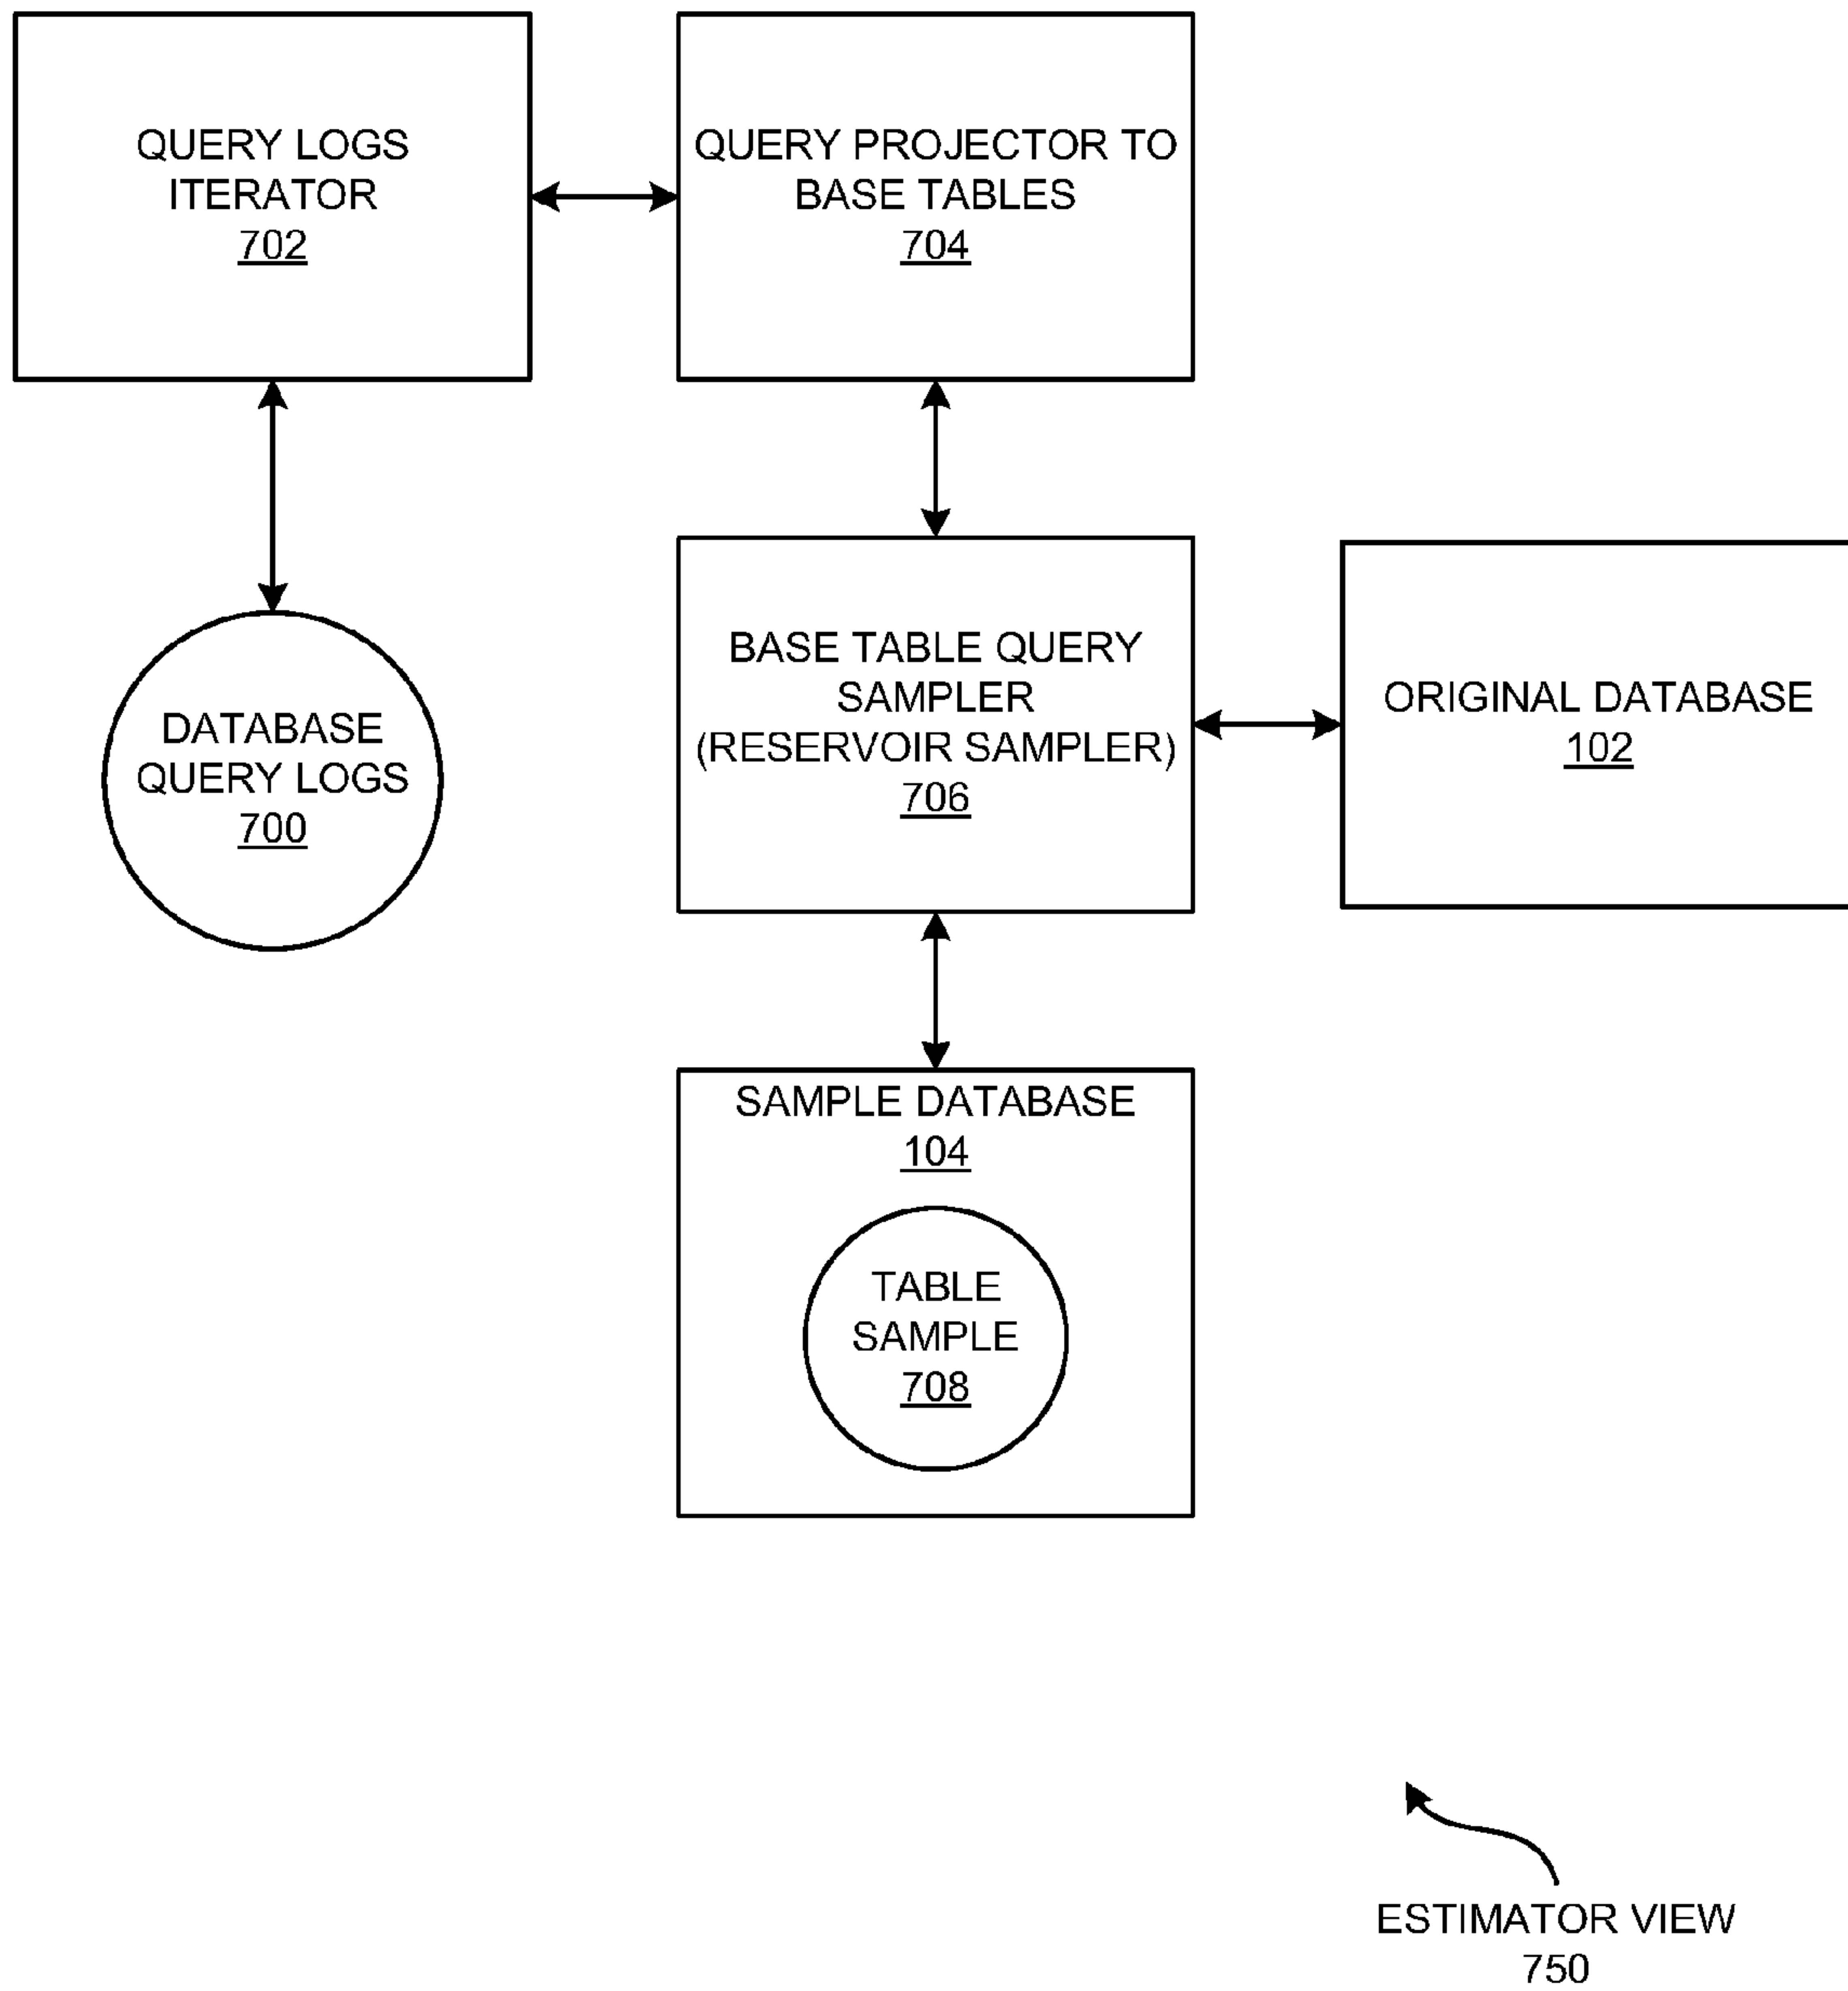 QUERY LOGS
ITERATOR
702
QUERY PROJECTOR TO
BASE TABLES
704
DATABASE
QUERY LOGS
700
BASE TABLE QUERY
SAMPLER
(RESERVOIR SAMPLER)
706
ORIGINAL DATABASE
102
SAMPLE DATABASE
104
TABLE
SAMPLE
708
ESTIMATOR VIEW
750